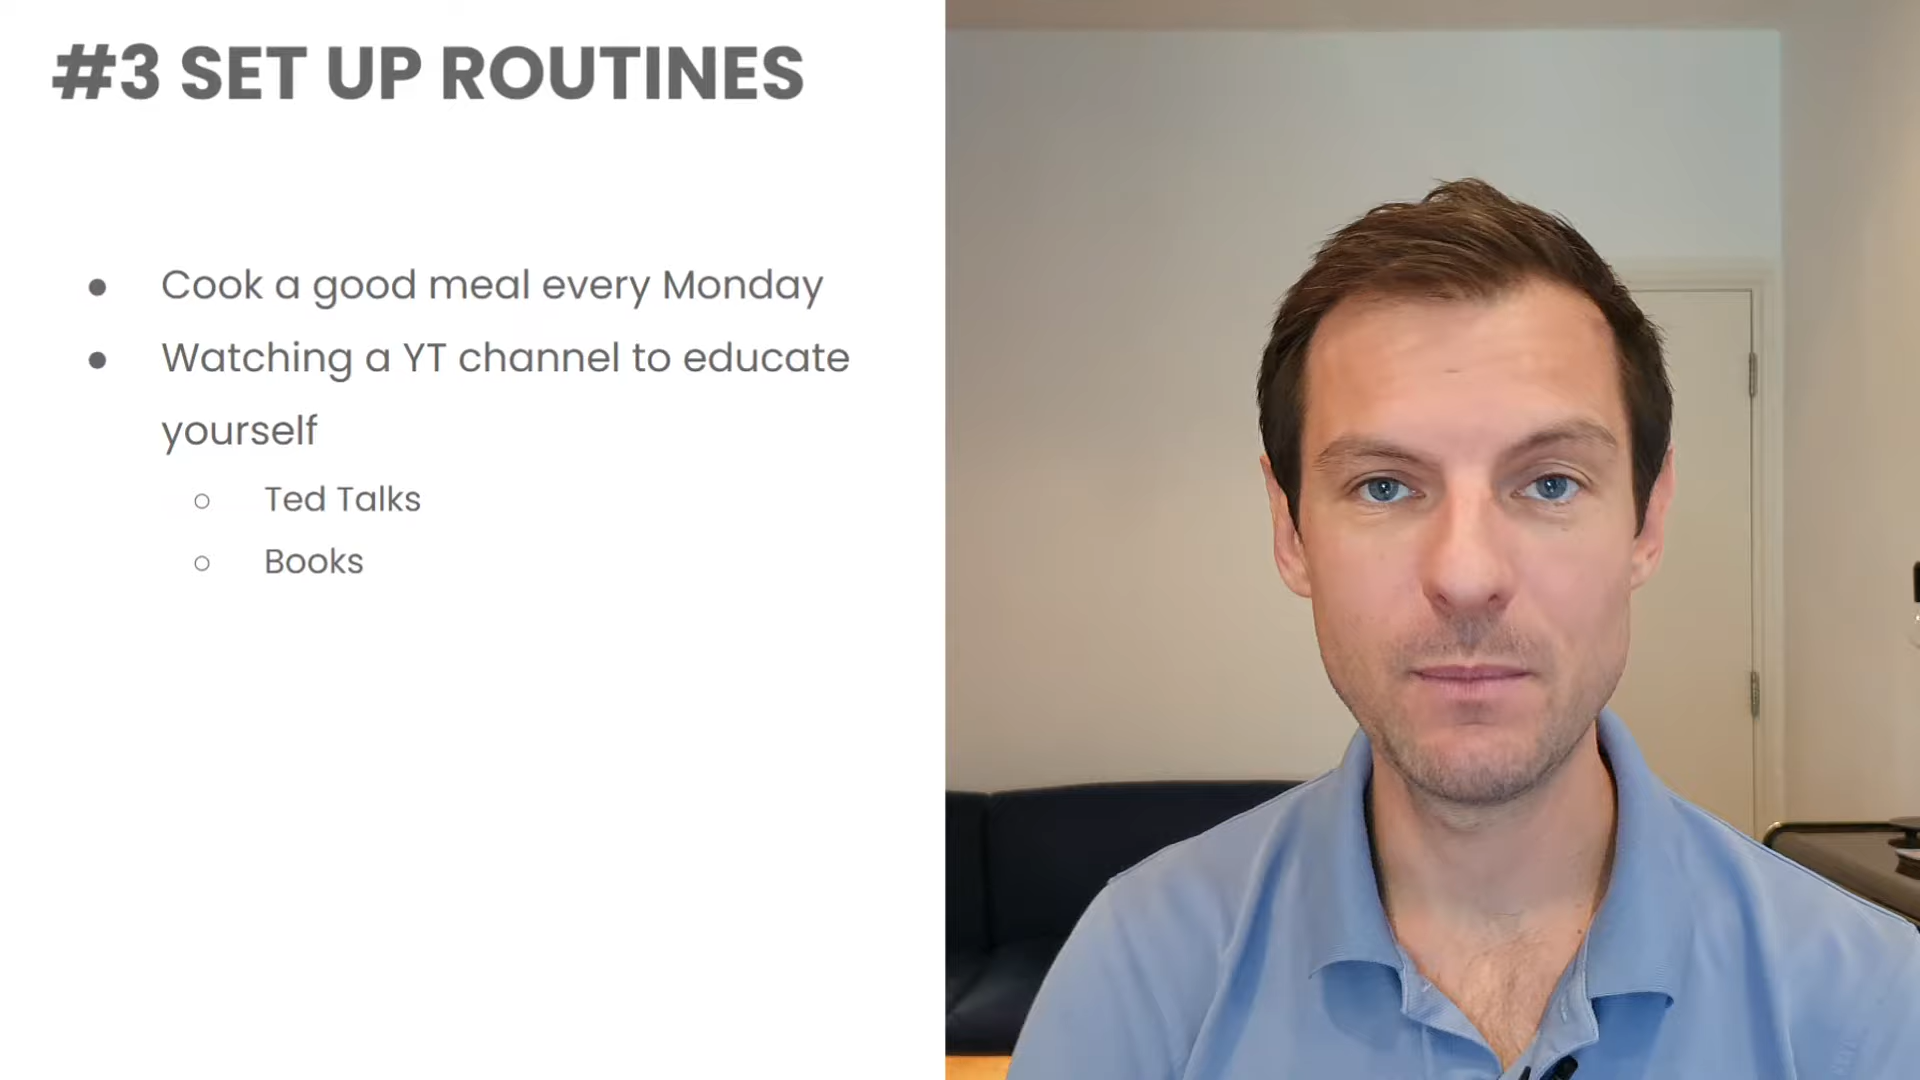 #3 SET UP ROUTINES
● Cook a good meal every Monday
● Watching a YT channel to educate
yourself
○ Ted Talks
○ Books